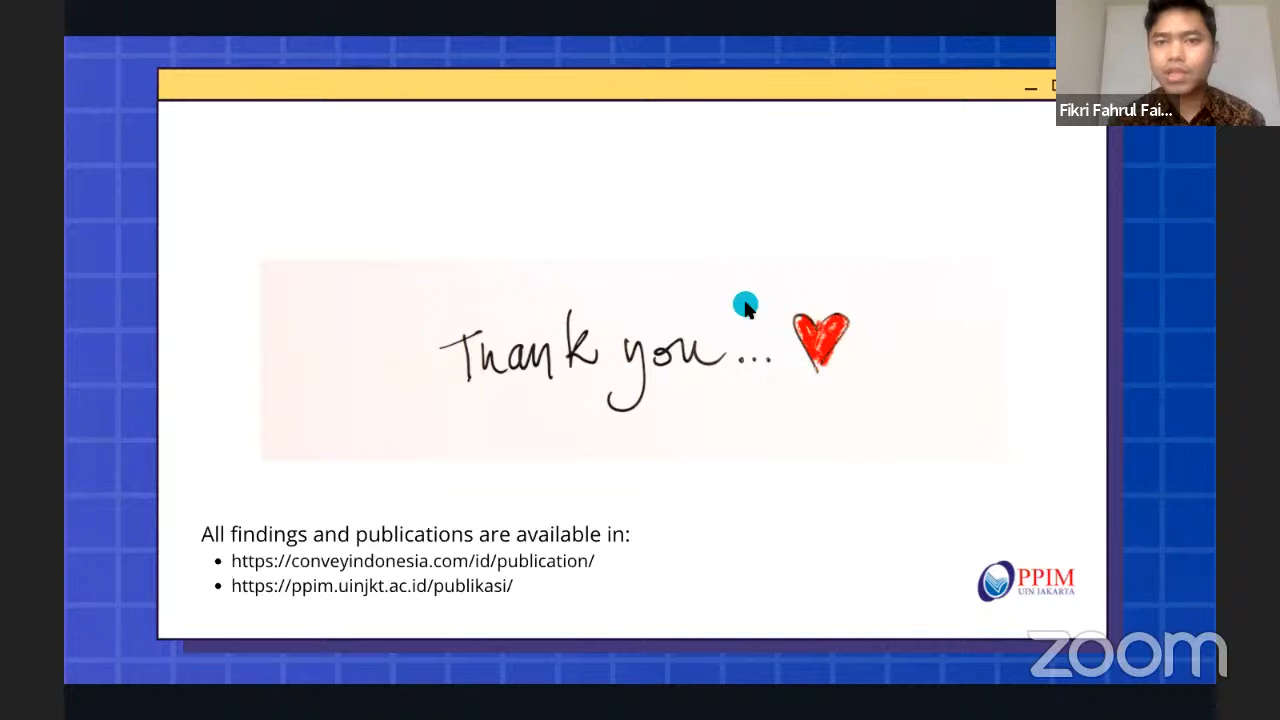 Fikri Fahrul Fai...
Thank you...
All findings and publications are available in:
• https://conveyindonesia.com/id/publication/
• https://ppim.uinjkt.ac.id/publikasi/
PPIM
UIN JAKARTA
zoom